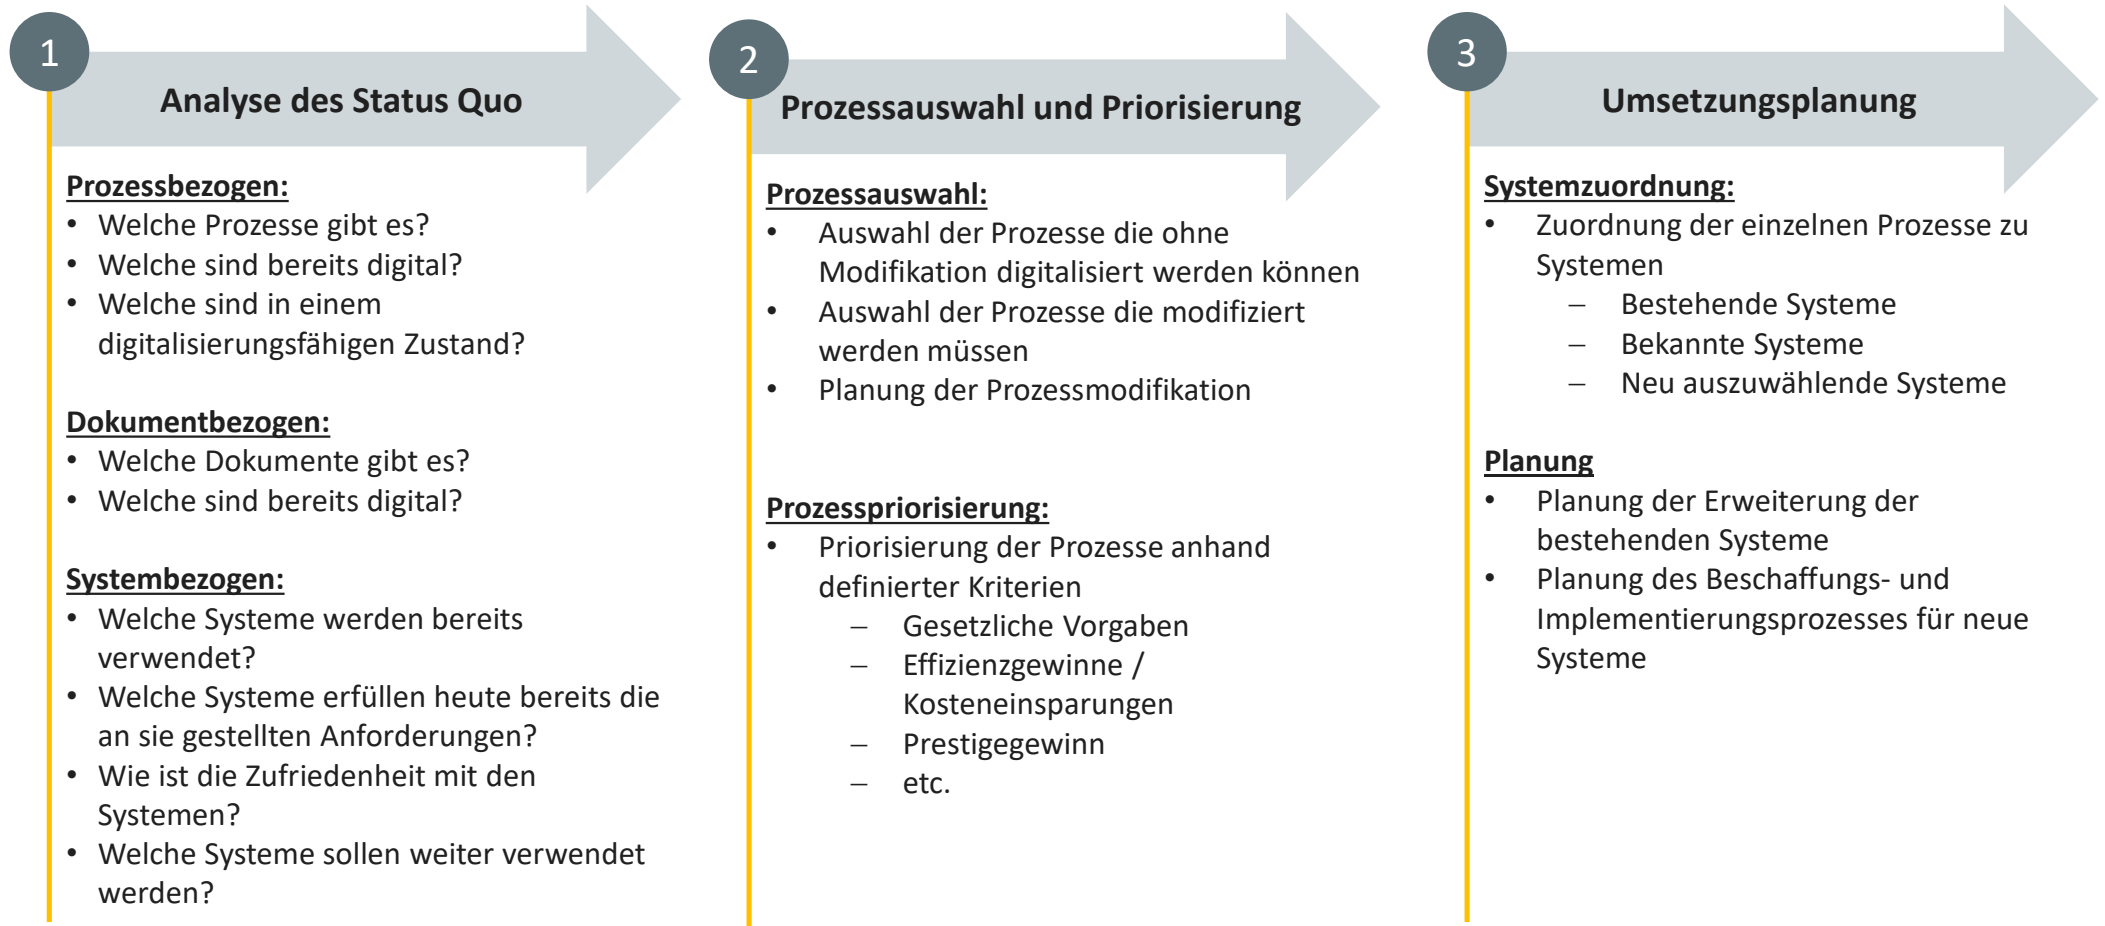 1
Analyse des Status Quo
Prozessbezogen:
• Welche Prozesse gibt es?
• Welche sind bereits digital?
• Welche sind in einem
digitalisierungsfähigen Zustand?
Dokumentbezogen:
• Welche Dokumente gibt es?
• Welche sind bereits digital?
Systembezogen:
• Welche Systeme werden bereits
verwendet?
• Welche Systeme erfüllen heute bereits die
an sie gestellten Anforderungen?
• Wie ist die Zufriedenheit mit den
Systemen?
• Welche Systeme sollen weiter verwendet
werden?
2
Prozessauswahl und Priorisierung
Prozessauswahl:
• Auswahl der Prozesse die ohne
Modifikation digitalisiert werden können
• Auswahl der Prozesse die modifiziert
werden müssen
• Planung der Prozessmodifikation
Prozesspriorisierung:
• Priorisierung der Prozesse anhand
definierter Kriterien
– Gesetzliche Vorgaben
– Effizienzgewinne /
Kosteneinsparungen
– Prestigegewinn
– etc.
3
Umsetzungsplanung
Systemzuordnung:
• Zuordnung der einzelnen Prozesse zu
Systemen
– Bestehende Systeme
– Bekannte Systeme
– Neu auszuwählende Systeme
Planung
• Planung der Erweiterung der
bestehenden Systeme
• Planung des Beschaffungs- und
Implementierungsprozesses für neue
Systeme